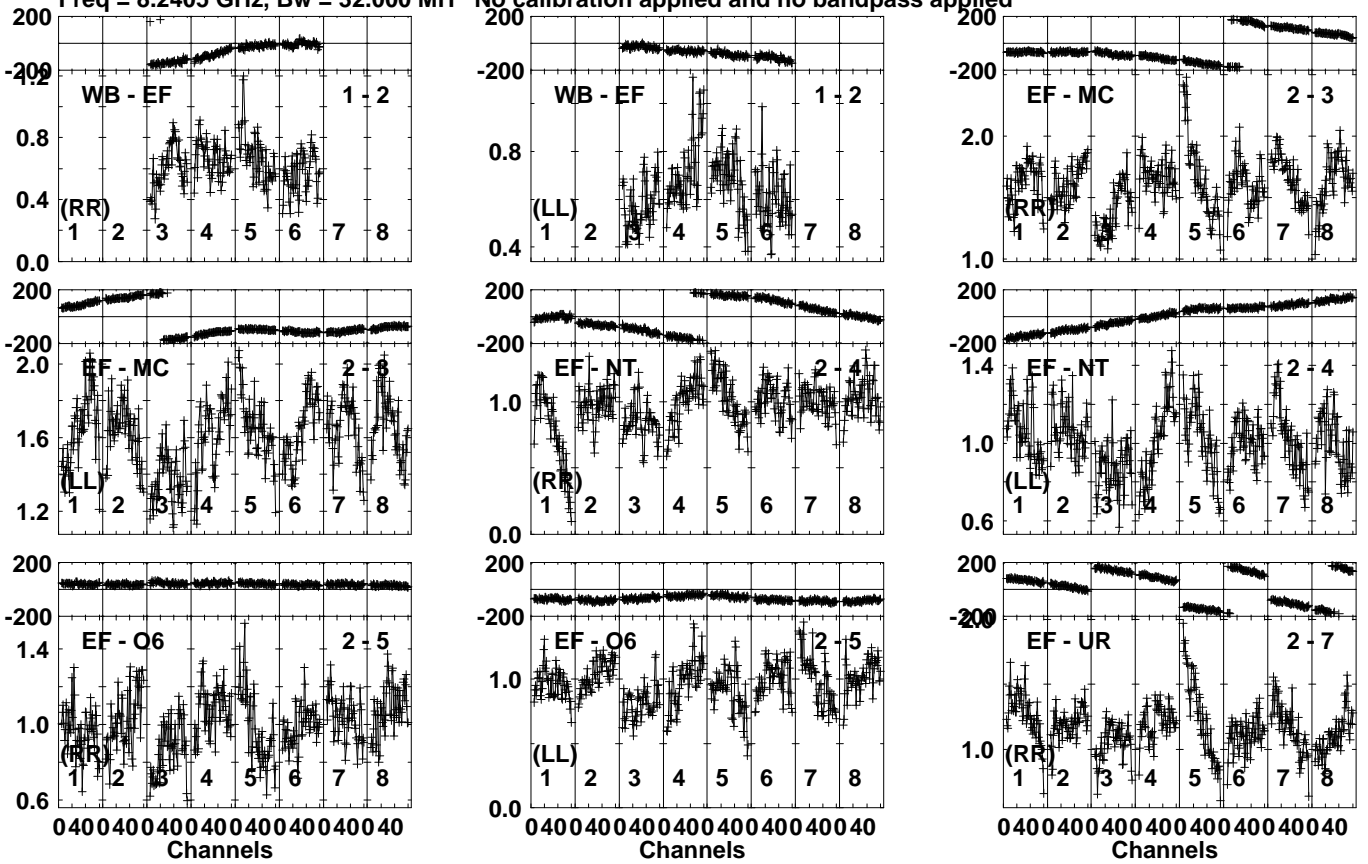 Freq = 8.2405 GHz, Bw = 32.000 MH No calibration applied and no bandpass applied
200
-200
1.2
WB - EF 1 - 2
0.8
0.4
(RR)
1 2 3 4 5 6 7 8
0.0
WB - EF 1 - 2
0.8
(LL)
1 2 3 4 5 6 7 8
0.4
200
-200
EF - MC 2 - 3
2.0
(RR)
1 2 3 4 5 6 7 8
1.0
200
-200
2.0
EF - MC 2 - 3
1.6
(LL)
1 2 3 4 5 6 7 8
1.2
200
-200
EF - NT 2 - 4
1.0
(RR)
1 2 3 4 5 6 7 8
0.0
200
-200
1.4
EF - NT 2 - 4
1.0
(LL)
1 2 3 4 5 6 7 8
0.6
200
-200
EF - O6 2 - 5
1.4
1.0
(RR)
1 2 3 4 5 6 7 8
0.6
0 40 0 40 0 40 0 40 0 40 0 40 0 40 0 40
Channels
EF - O6 2 - 5
1.0
(LL)
1 2 3 4 5 6 7 8
0.0
0 40 0 40 0 40 0 40 0 40 0 40 0 40 0 40
Channels
200
-200
2.0
EF - UR 2 - 7
1.0
(RR)
1 2 3 4 5 6 7 8
0 40 0 40 0 40 0 40 0 40 0 40 0 40 0 40
Channels